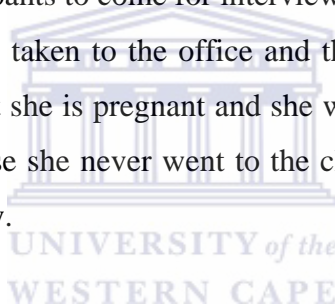 pants to come for interview
taken to the office and th
she is pregnant and she w
se she never went to the c
UNIVERSITY of the
WESTERN CAPE